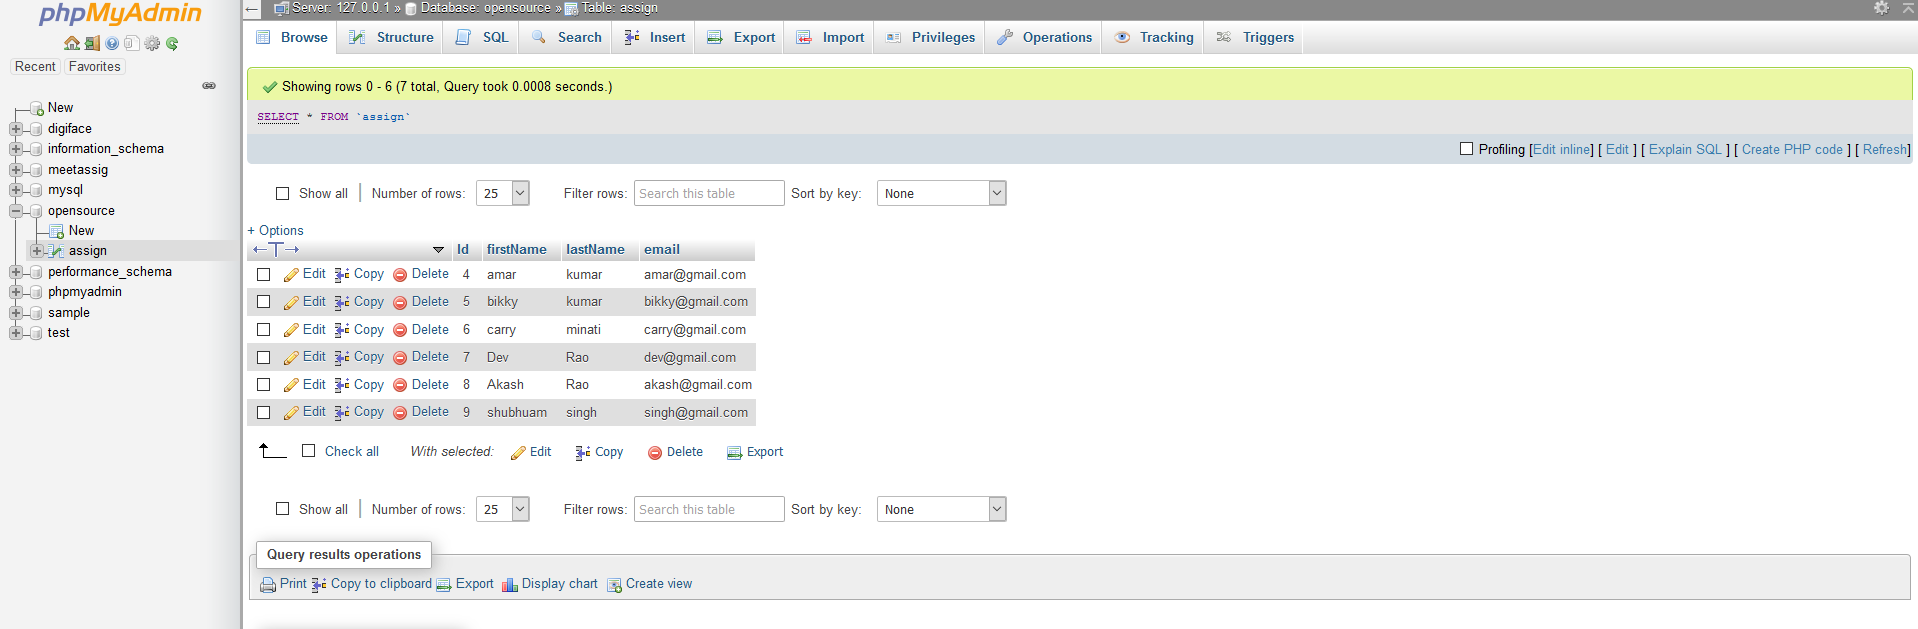 phpMyAdmin
Recent Favorites
New
digiface
information_schema
meetassig
mysql
opensource
New
assign
performance_schema
phpmyadmin
sample
test
← Server: 127.0.0.1 » Database: opensource » Table: assign
Browse Structure SQL Search Insert Export Import Privileges Operations Tracking Triggers
Showing rows 0 - 6 (7 total, Query took 0.0008 seconds.)
SELECT * FROM `assign`
Profiling [Edit inline] [ Edit ] [ Explain SQL ] [ Create PHP code ] [ Refresh]
Show all | Number of rows: 25 Filter rows: Search this table Sort by key: None
+ Options
←T→ Id firstName lastName email
Edit Copy Delete 4 amar kumar amar@gmail.com
Edit Copy Delete 5 bikky kumar bikky@gmail.com
Edit Copy Delete 6 carry minati carry@gmail.com
Edit Copy Delete 7 Dev Rao dev@gmail.com
Edit Copy Delete 8 Akash Rao akash@gmail.com
Edit Copy Delete 9 shubhuam singh singh@gmail.com
Check all With selected: Edit Copy Delete Export
Show all | Number of rows: 25 Filter rows: Search this table Sort by key: None
Query results operations
Print Copy to clipboard Export Display chart Create view